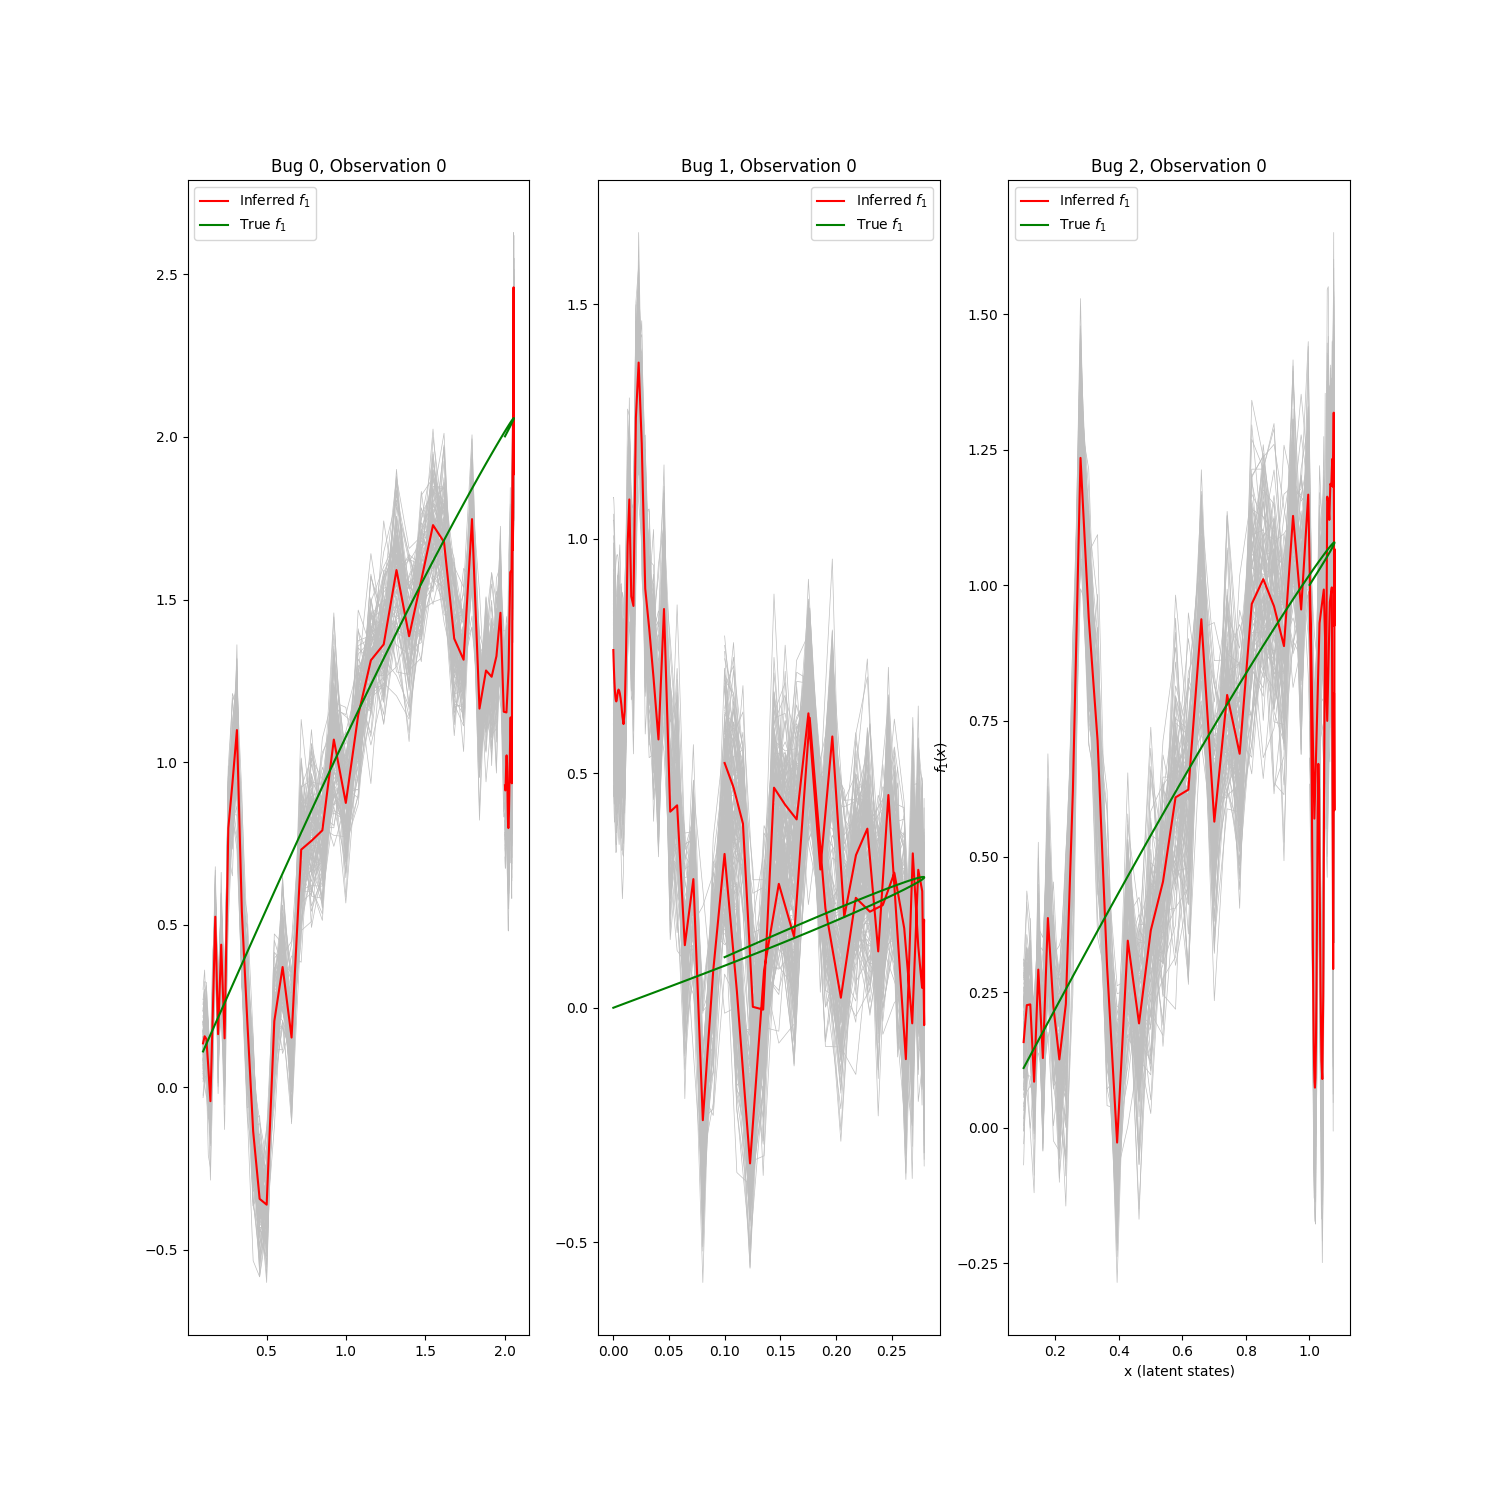 Bug 0, Observation 0
Inferred f₁
True f₁
2.5
2.0
1.5
1.0
0.5
0.0
−0.5
0.5 1.0 1.5 2.0
Bug 1, Observation 0
Inferred f₁
True f₁
1.5
1.0
0.5
0.0
−0.5
0.00 0.05 0.10 0.15 0.20 0.25
Bug 2, Observation 0
Inferred f₁
True f₁
f₁(x)
1.50
1.25
1.00
0.75
0.50
0.25
0.00
−0.25
0.2 0.4 0.6 0.8 1.0
x (latent states)